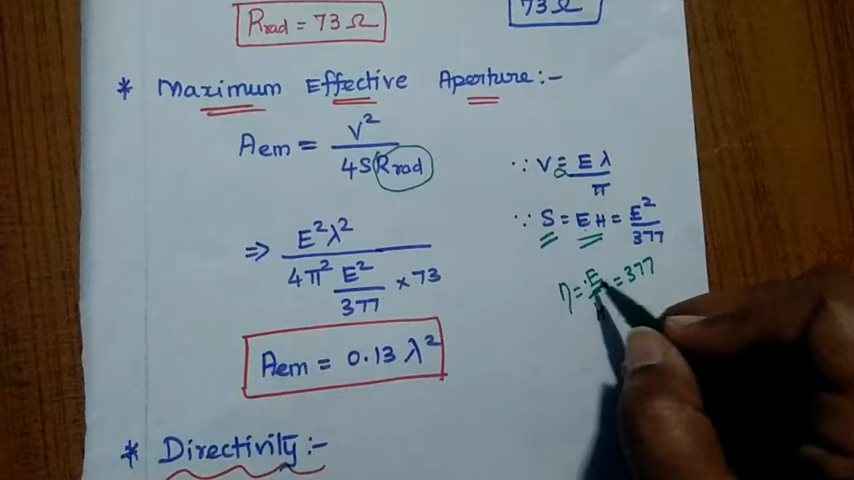 Rrad = 73 Ω
73 Ω
* Maximum Effective Aperture:-
Aem = V² / 4S Rrad
∵ V = Eλ / π
∵ S = EH = E² / 377
⇒ E²λ² / 4π² E²/377 × 73
η = E / = 377
Aem = 0.13 λ²
* Directivity:-